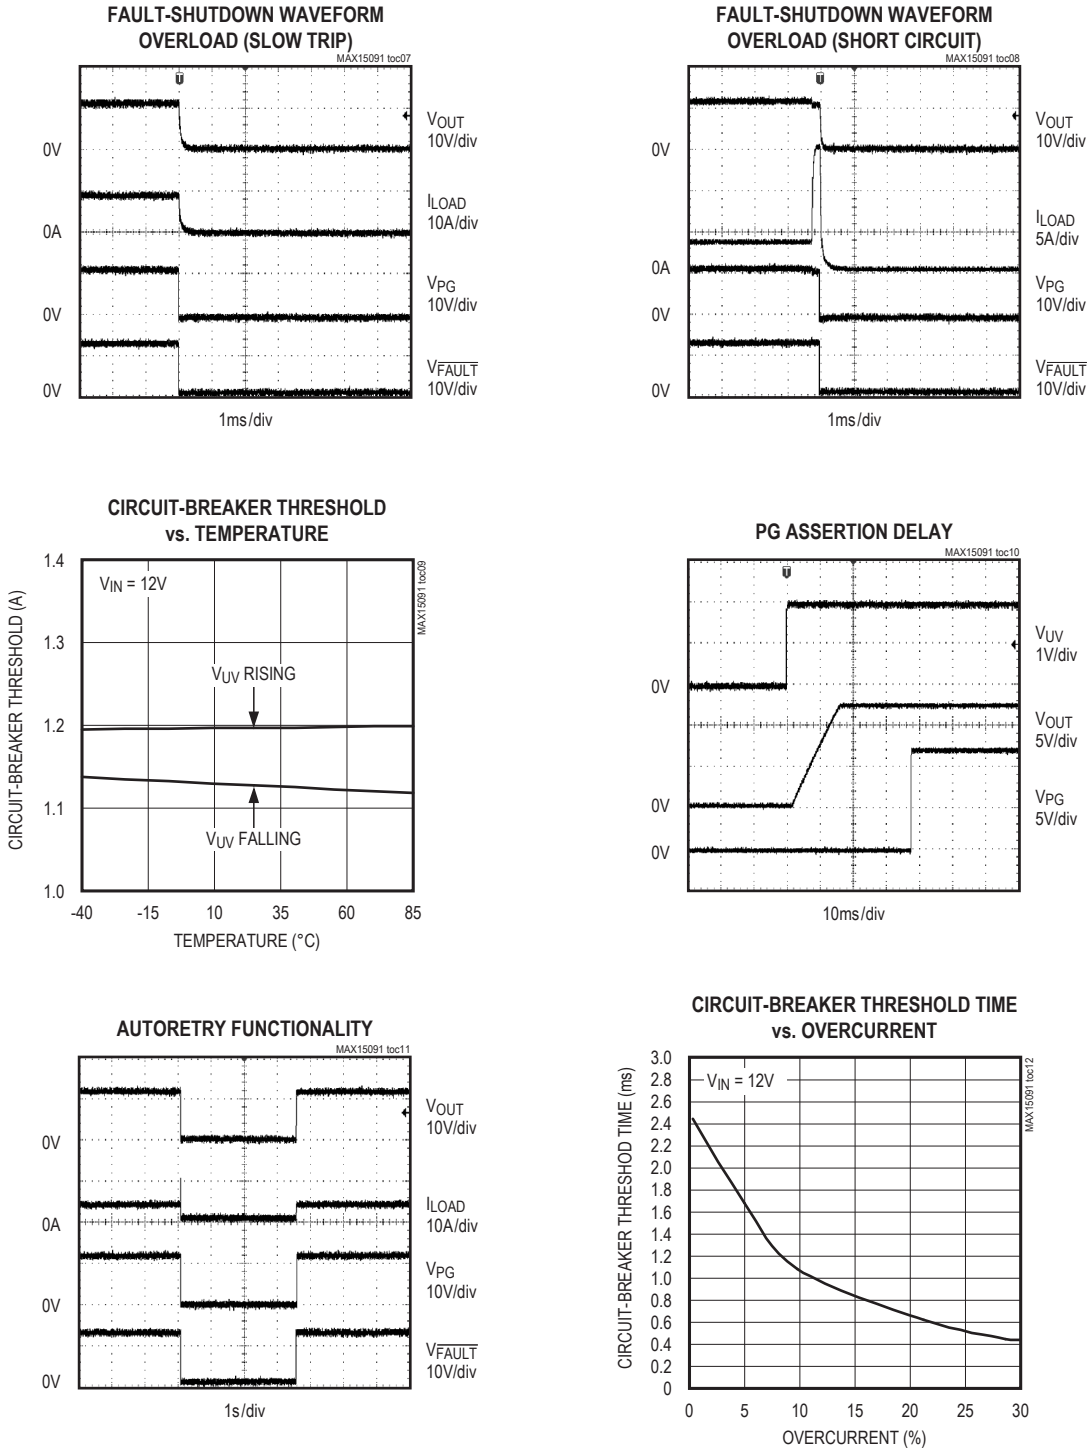 FAULT-SHUTDOWN WAVEFORM
OVERLOAD (SLOW TRIP)
MAX15091 toc07
VOUT
10V/div
0V
ILOAD
10A/div
0A
VPG
10V/div
0V
VFAULT
10V/div
0V
1ms/div
FAULT-SHUTDOWN WAVEFORM
OVERLOAD (SHORT CIRCUIT)
MAX15091 toc08
VOUT
10V/div
0V
ILOAD
5A/div
0A
VPG
10V/div
0V
VFAULT
10V/div
0V
1ms/div
CIRCUIT-BREAKER THRESHOLD
vs. TEMPERATURE
MAX15091 toc09
CIRCUIT-BREAKER THRESHOLD (A)
1.4
1.3
1.2
1.1
1.0
VIN = 12V
VUV RISING
VUV FALLING
-40 -15 10 35 60 85
TEMPERATURE (°C)
PG ASSERTION DELAY
MAX15091 toc10
VUV
1V/div
0V
VOUT
5V/div
0V
VPG
5V/div
0V
10ms/div
AUTORETRY FUNCTIONALITY
MAX15091 toc11
VOUT
10V/div
0V
ILOAD
10A/div
0A
VPG
10V/div
0V
VFAULT
10V/div
0V
1s/div
CIRCUIT-BREAKER THRESHOLD TIME
vs. OVERCURRENT
MAX15091 toc12
CIRCUIT-BREAKER THRESHOD TIME (ms)
3.0
2.8
2.6
2.4
2.2
2.0
1.8
1.6
1.4
1.2
1.0
0.8
0.6
0.4
0.2
0
VIN = 12V
0 5 10 15 20 25 30
OVERCURRENT (%)